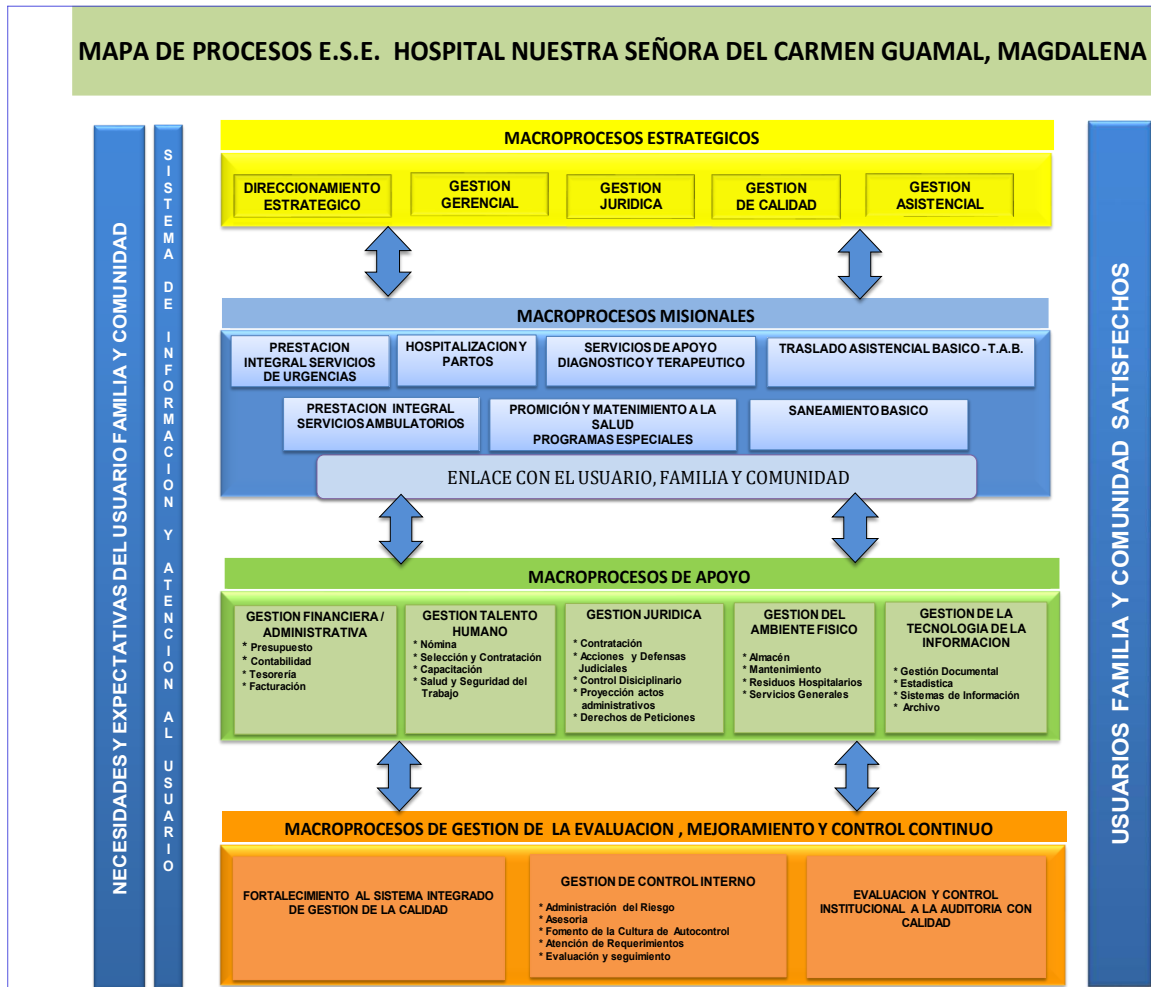 MAPA DE PROCESOS E.S.E. HOSPITAL NUESTRA SEÑORA DEL CARMEN GUAMAL, MAGDALENA
NECESIDADES Y EXPECTATIVAS DEL USUARIO FAMILIA Y COMUNIDAD
SISTEMA DE INFORMACION Y ATENCION AL USUARIO
MACROPROCESOS ESTRATEGICOS
DIRECCIONAMIENTO
ESTRATEGICO
GESTION
GERENCIAL
GESTION
JURIDICA
GESTION
DE CALIDAD
GESTION
ASISTENCIAL
MACROPROCESOS MISIONALES
PRESTACION
INTEGRAL SERVICIOS
DE URGENCIAS
HOSPITALIZACION Y
PARTOS
SERVICIOS DE APOYO
DIAGNOSTICO Y TERAPEUTICO
TRASLADO ASISTENCIAL BASICO - T.A.B.
PRESTACION INTEGRAL
SERVICIOS AMBULATORIOS
PROMICIÓN Y MATENIMIENTO A LA
SALUD
PROGRAMAS ESPECIALES
SANEAMIENTO BASICO
ENLACE CON EL USUARIO, FAMILIA Y COMUNIDAD
MACROPROCESOS DE APOYO
GESTION FINANCIERA /
ADMINISTRATIVA
* Presupuesto
* Contabilidad
* Tesorería
* Facturación
GESTION TALENTO
HUMANO
* Nómina
* Selección y Contratación
* Capacitación
* Salud y Seguridad del
Trabajo
GESTION JURIDICA
* Contratación
* Acciones y Defensas
Judiciales
* Control Disiciplinario
* Proyección actos
administrativos
* Derechos de Peticiones
GESTION DEL
AMBIENTE FISICO
* Almacén
* Mantenimiento
* Residuos Hospitalarios
* Servicios Generales
GESTION DE LA
TECNOLOGIA DE LA
INFORMACION
* Gestión Documental
* Estadistica
* Sistemas de Información
* Archivo
MACROPROCESOS DE GESTION DE LA EVALUACION , MEJORAMIENTO Y CONTROL CONTINUO
FORTALECIMIENTO AL SISTEMA INTEGRADO
DE GESTION DE LA CALIDAD
GESTION DE CONTROL INTERNO
* Administración del Riesgo
* Asesoría
* Fomento de la Cultura de Autocontrol
* Atención de Requerimientos
* Evaluación y seguimiento
EVALUACION Y CONTROL
INSTITUCIONAL A LA AUDITORIA CON
CALIDAD
USUARIOS FAMILIA Y COMUNIDAD SATISFECHOS